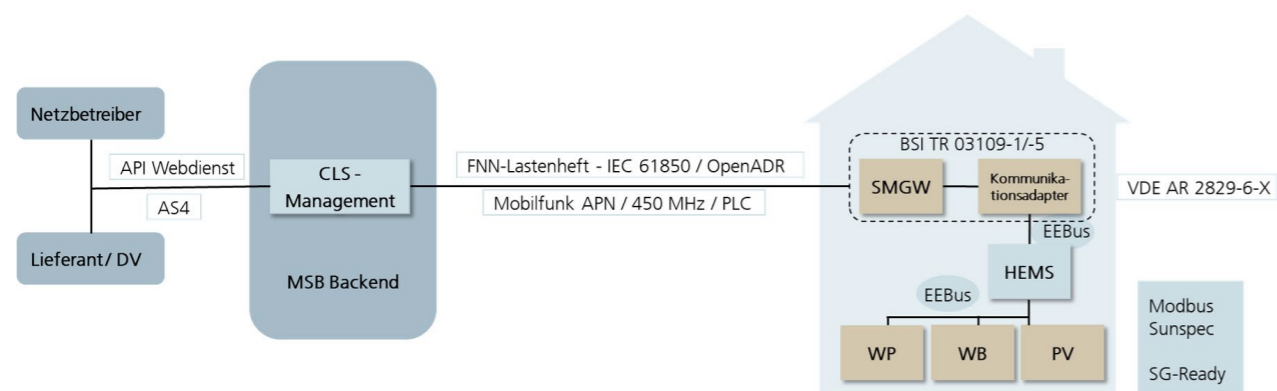 Netzbetreiber
API Webdienst
AS4
Lieferant/ DV
CLS -
Management
MSB Backend
FNN-Lastenheft - IEC 61850 / OpenADR
Mobilfunk APN / 450 MHz / PLC
BSI TR 03109-1/-5
SMGW
Kommunika-
tionsadapter
VDE AR 2829-6-X
EEBus
HEMS
EEBus
WP
WB
PV
Modbus
Sunspec
SG-Ready